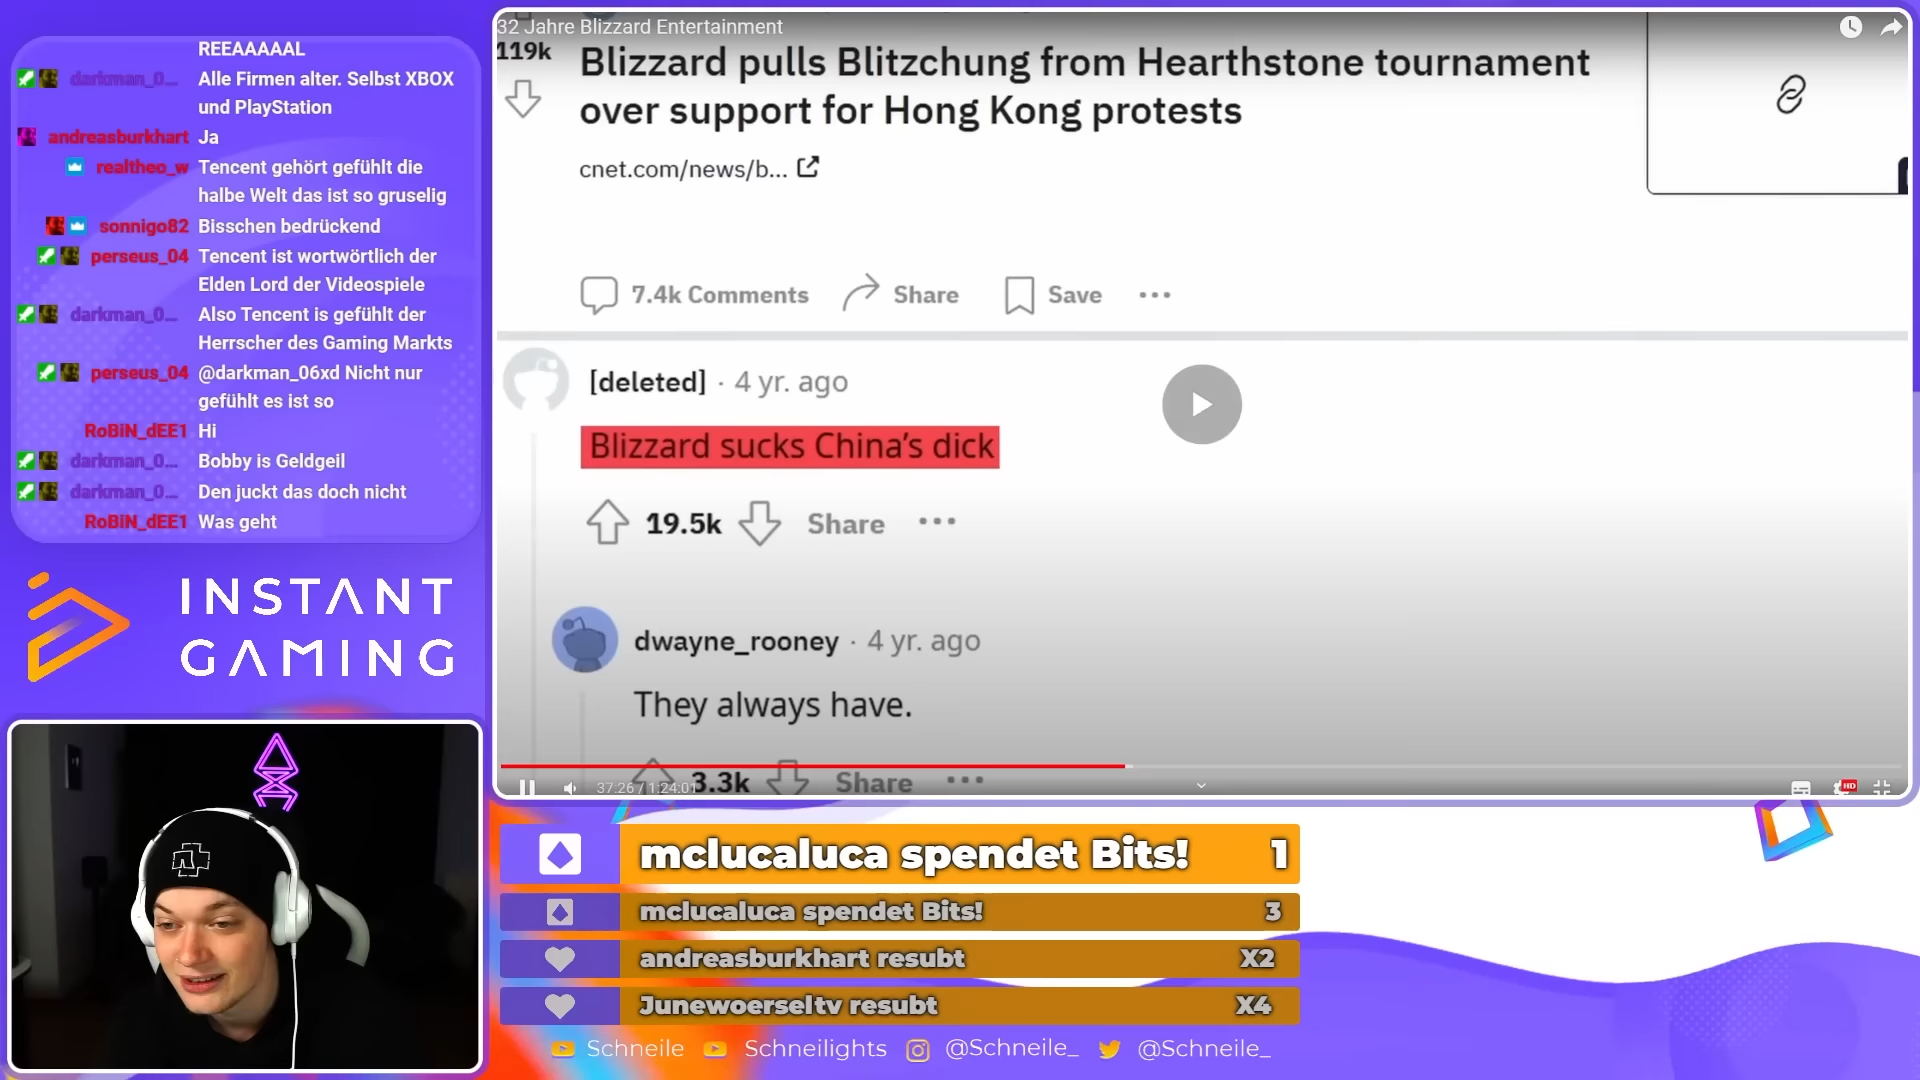 REEAAAAAL
darkman_0... Alle Firmen alter. Selbst XBOX
und PlayStation
andreasburkhart Ja
realtheo_w Tencent gehört gefühlt die
halbe Welt das ist so gruselig
sonnigo82 Bisschen bedrückend
perseus_04 Tencent ist wortwörtlich der
Elden Lord der Videospiele
darkman_0... Also Tencent is gefühlt der
Herrscher des Gaming Markts
perseus_04 @darkman_06xd Nicht nur
gefühlt es ist so
RoBiN_dEE1 Hi
darkman_0... Bobby is Geldgeil
darkman_0... Den juckt das doch nicht
RoBiN_dEE1 Was geht
INSTANT
GAMING
32 Jahre Blizzard Entertainment
119k
Blizzard pulls Blitzchung from Hearthstone tournament
over support for Hong Kong protests
cnet.com/news/b...
7.4k Comments Share Save ...
[deleted] · 4 yr. ago
Blizzard sucks China's dick
19.5k Share ...
dwayne_rooney · 4 yr. ago
They always have.
3.3k Share ...
37:26 / 1:24:01
HD
mclucaluca spendet Bits! 1
mclucaluca spendet Bits! 3
andreasburkhart resubt X2
Junewoerseltv resubt X4
Schneile Schneilights @Schneile_ @Schneile_